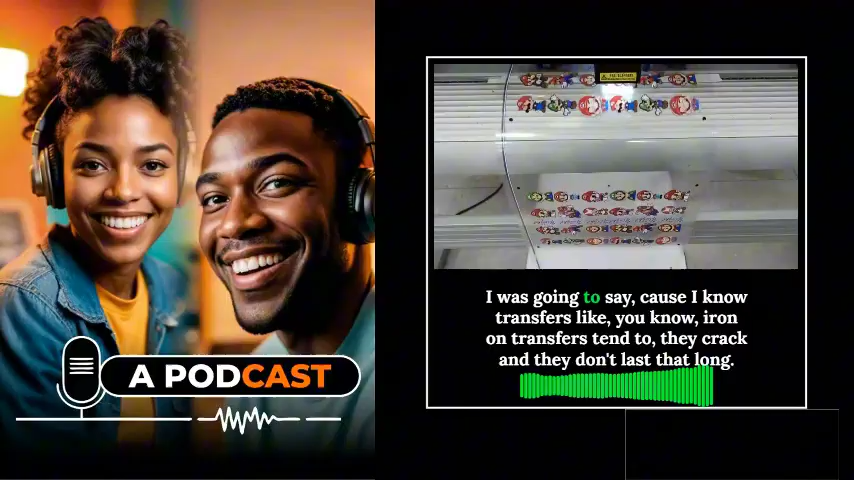 A PODCAST
I was going to say, cause I know
transfers like, you know, iron
on transfers tend to, they crack
and they don't last that long.